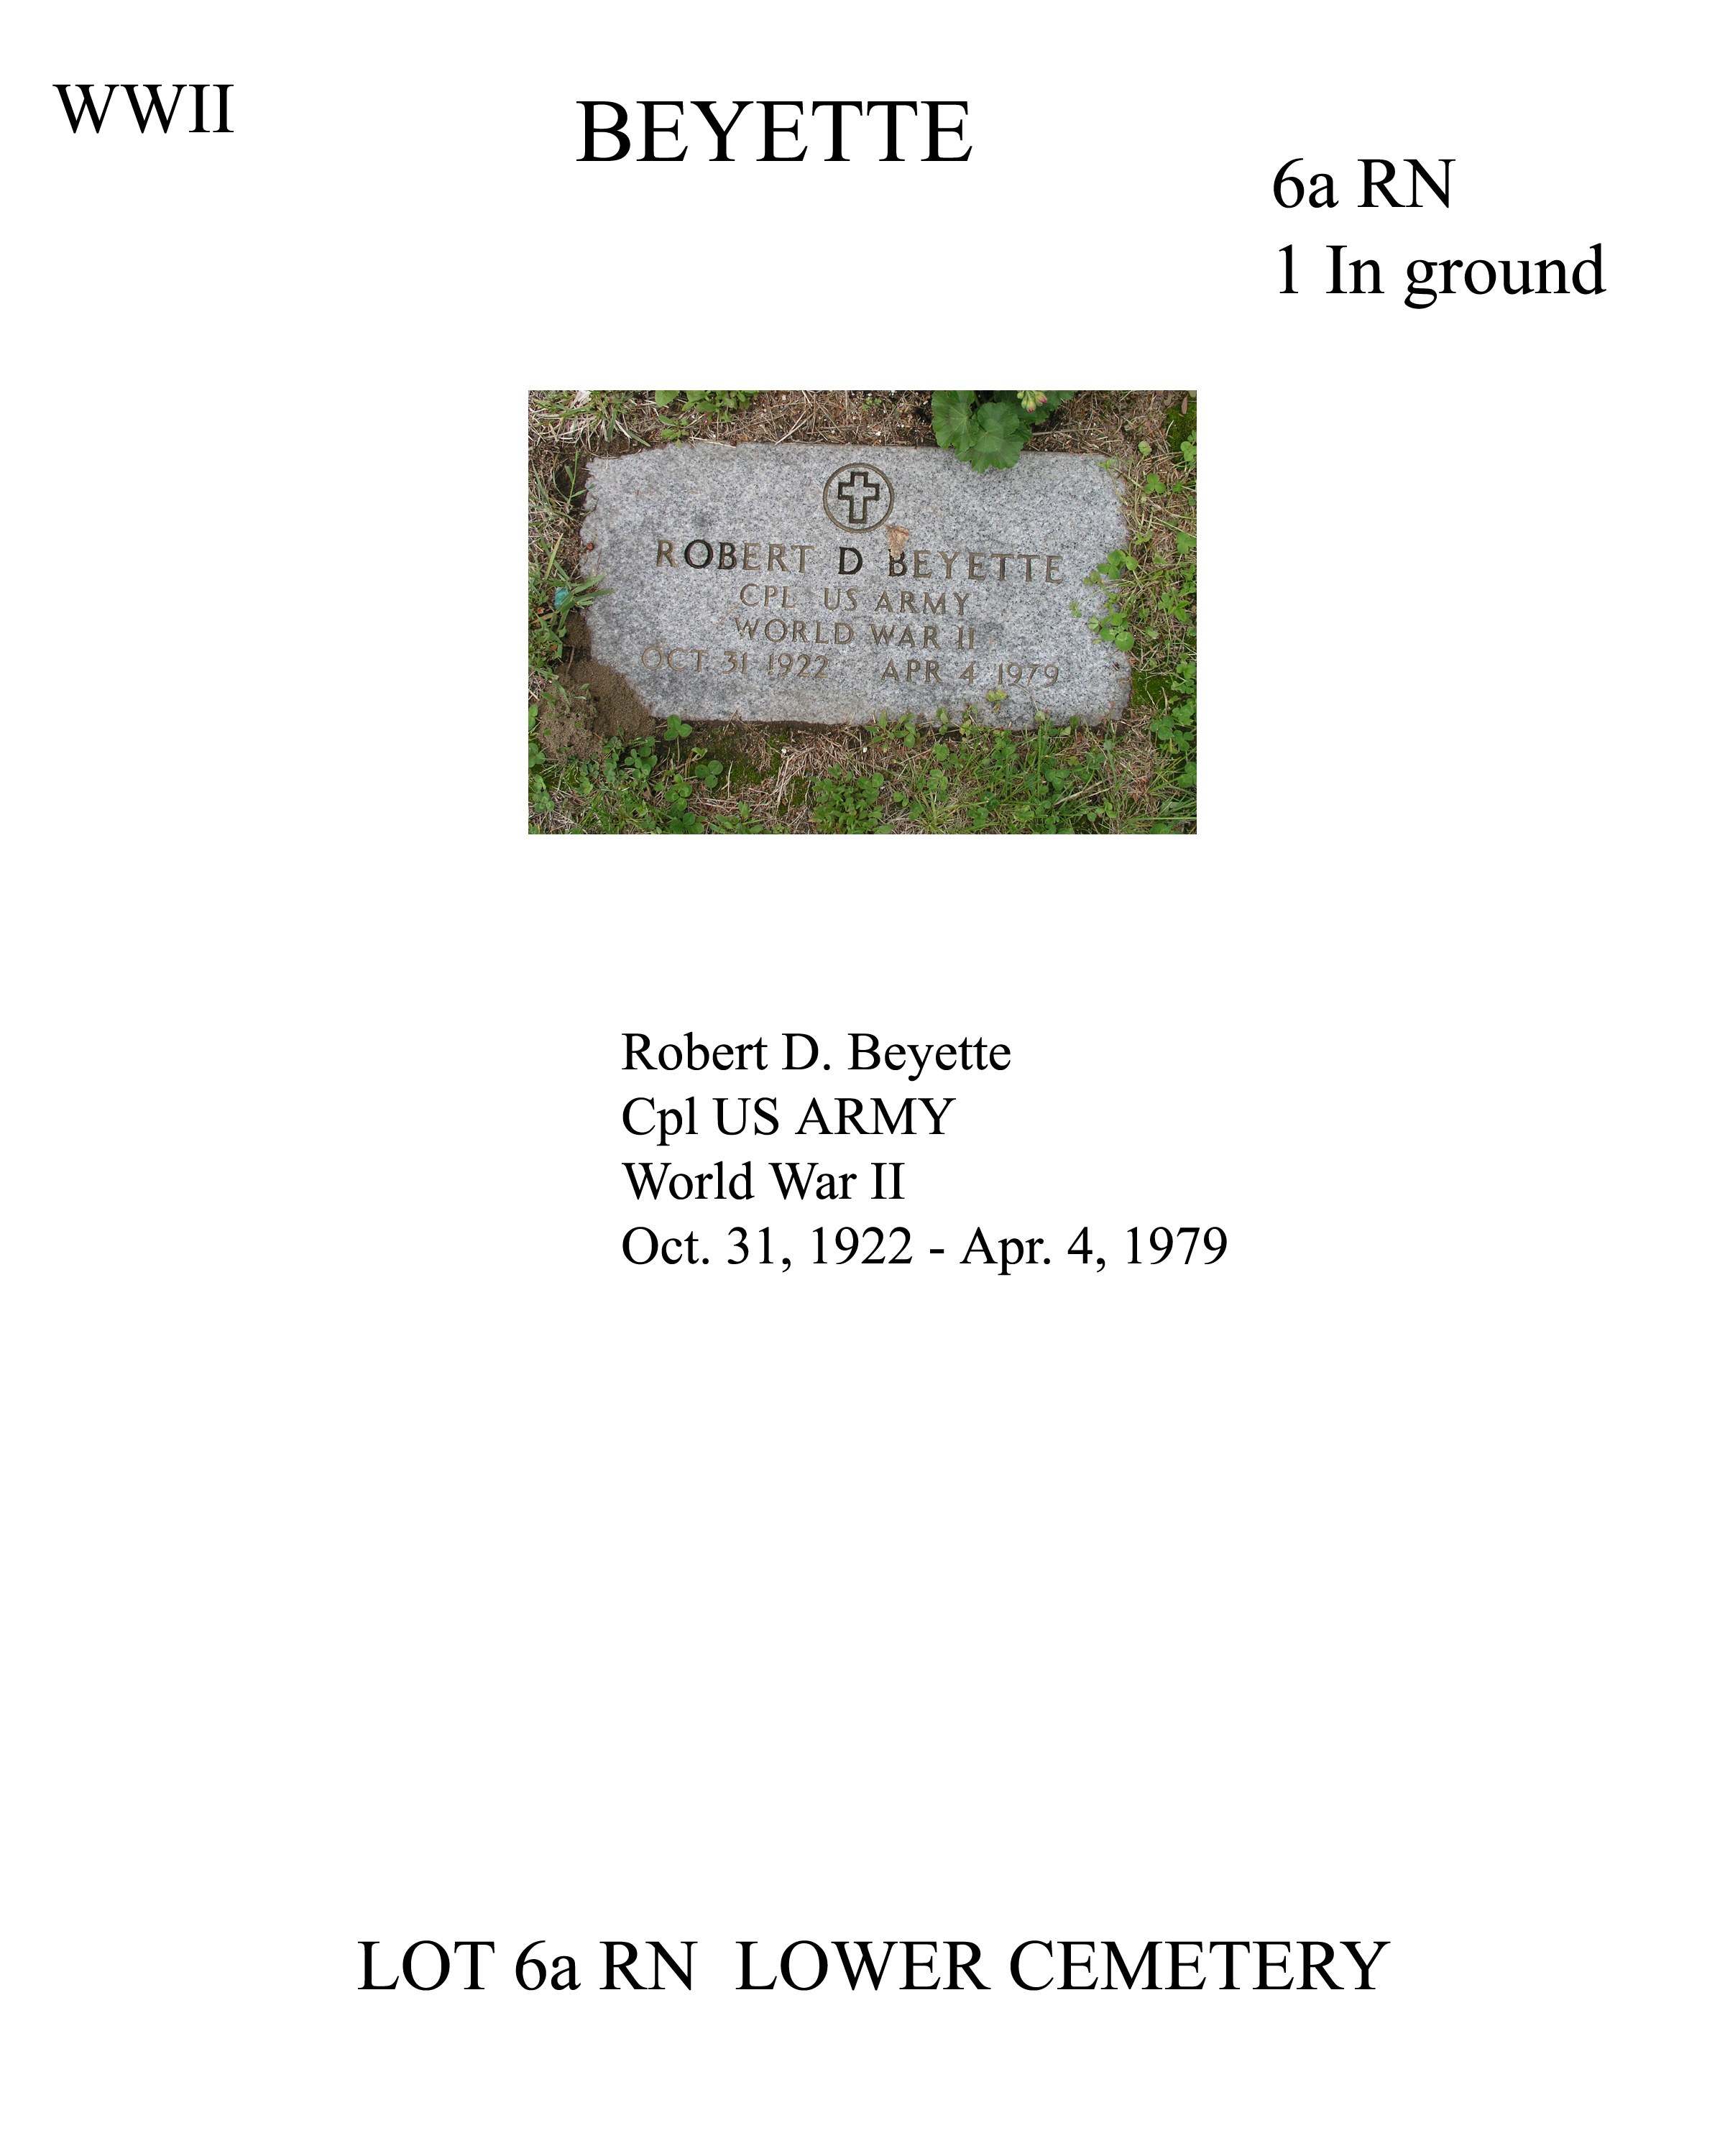 WWII
BEYETTE
6a RN
1 In ground
ROBERT D BEYETTE
CPL US ARMY
WORLD WAR II
OCT 31 1922 APR 4 1979
Robert D. Beyette
Cpl US ARMY
World War II
Oct. 31, 1922 - Apr. 4, 1979
LOT 6a RN LOWER CEMETERY